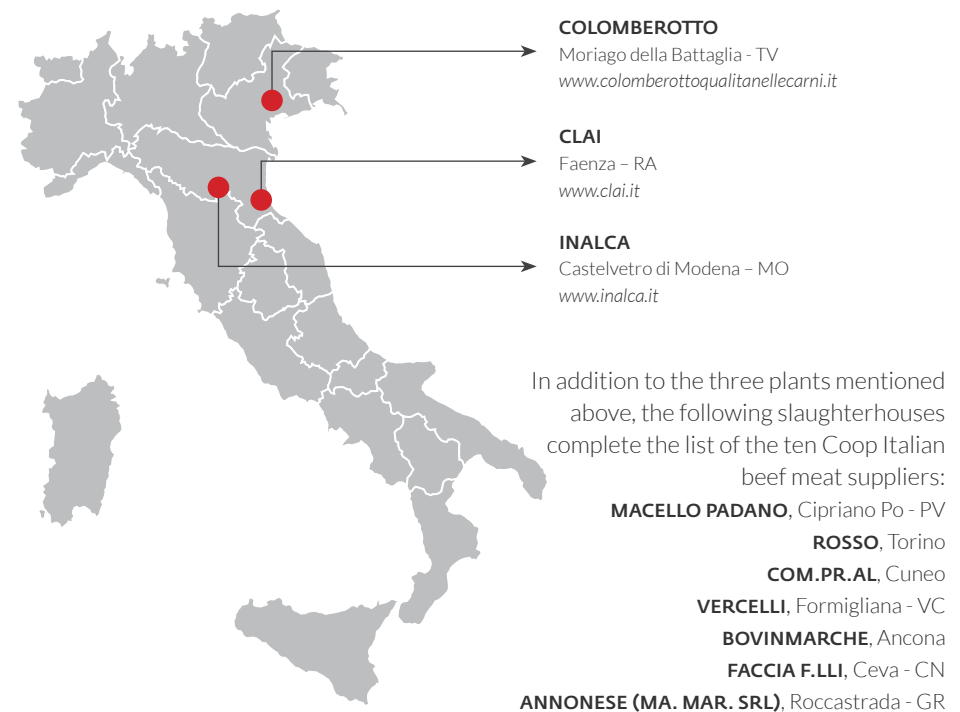 COLOMBEROTTO
Moriago della Battaglia - TV
www.colomberottoqualitanellecarni.it
CLAI
Faenza – RA
www.clai.it
INALCA
Castelvetro di Modena – MO
www.inalca.it
In addition to the three plants mentioned
above, the following slaughterhouses
complete the list of the ten Coop Italian
beef meat suppliers:
MACELLO PADANO, Cipriano Po - PV
ROSSO, Torino
COM.PR.AL, Cuneo
VERCELLI, Formigliana - VC
BOVINMARCHE, Ancona
FACCIA F.LLI, Ceva - CN
ANNONESE (MA. MAR. SRL), Roccastrada - GR